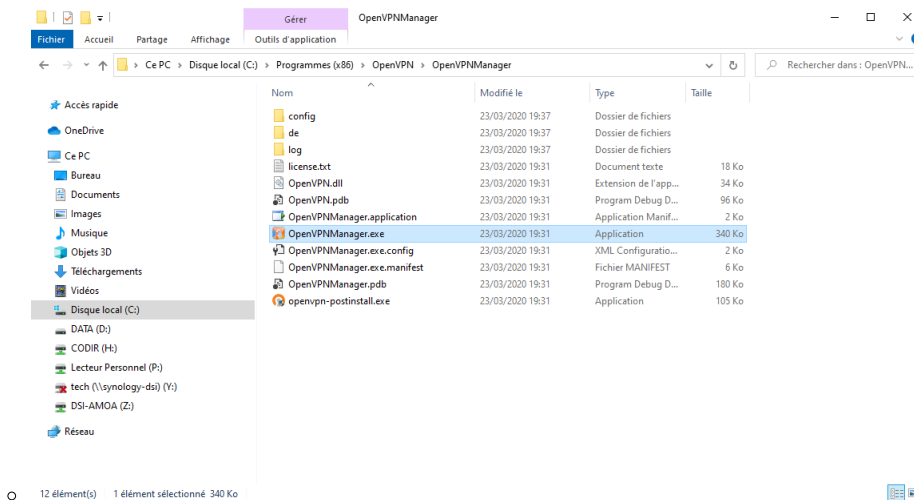 Gérer OpenVPNManager
Fichier Accueil Partage Affichage Outils d'application
Ce PC > Disque local (C:) > Programmes (x86) > OpenVPN > OpenVPNManager Rechercher dans : OpenVPN...
Nom Modifié le Type Taille
Accès rapide
OneDrive
Ce PC
Bureau
Documents
Images
Musique
Objets 3D
Téléchargements
Vidéos
Disque local (C:)
DATA (D:)
CODIR (H:)
Lecteur Personnel (P:)
tech (\\synology-dsi) (Y:)
DSI-AMOA (Z:)
Réseau
config 23/03/2020 19:37 Dossier de fichiers
de 23/03/2020 19:37 Dossier de fichiers
log 23/03/2020 19:37 Dossier de fichiers
license.txt 23/03/2020 19:31 Document texte 18 Ko
OpenVPN.dll 23/03/2020 19:31 Extension de l'app... 34 Ko
OpenVPN.pdb 23/03/2020 19:31 Program Debug D... 96 Ko
OpenVPNManager.application 23/03/2020 19:31 Application Manif... 2 Ko
OpenVPNManager.exe 23/03/2020 19:31 Application 340 Ko
OpenVPNManager.exe.config 23/03/2020 19:31 XML Configuratio... 2 Ko
OpenVPNManager.exe.manifest 23/03/2020 19:31 Fichier MANIFEST 6 Ko
OpenVPNManager.pdb 23/03/2020 19:31 Program Debug D... 180 Ko
openvpn-postinstall.exe 23/03/2020 19:31 Application 105 Ko
12 élément(s) 1 élément sélectionné 340 Ko